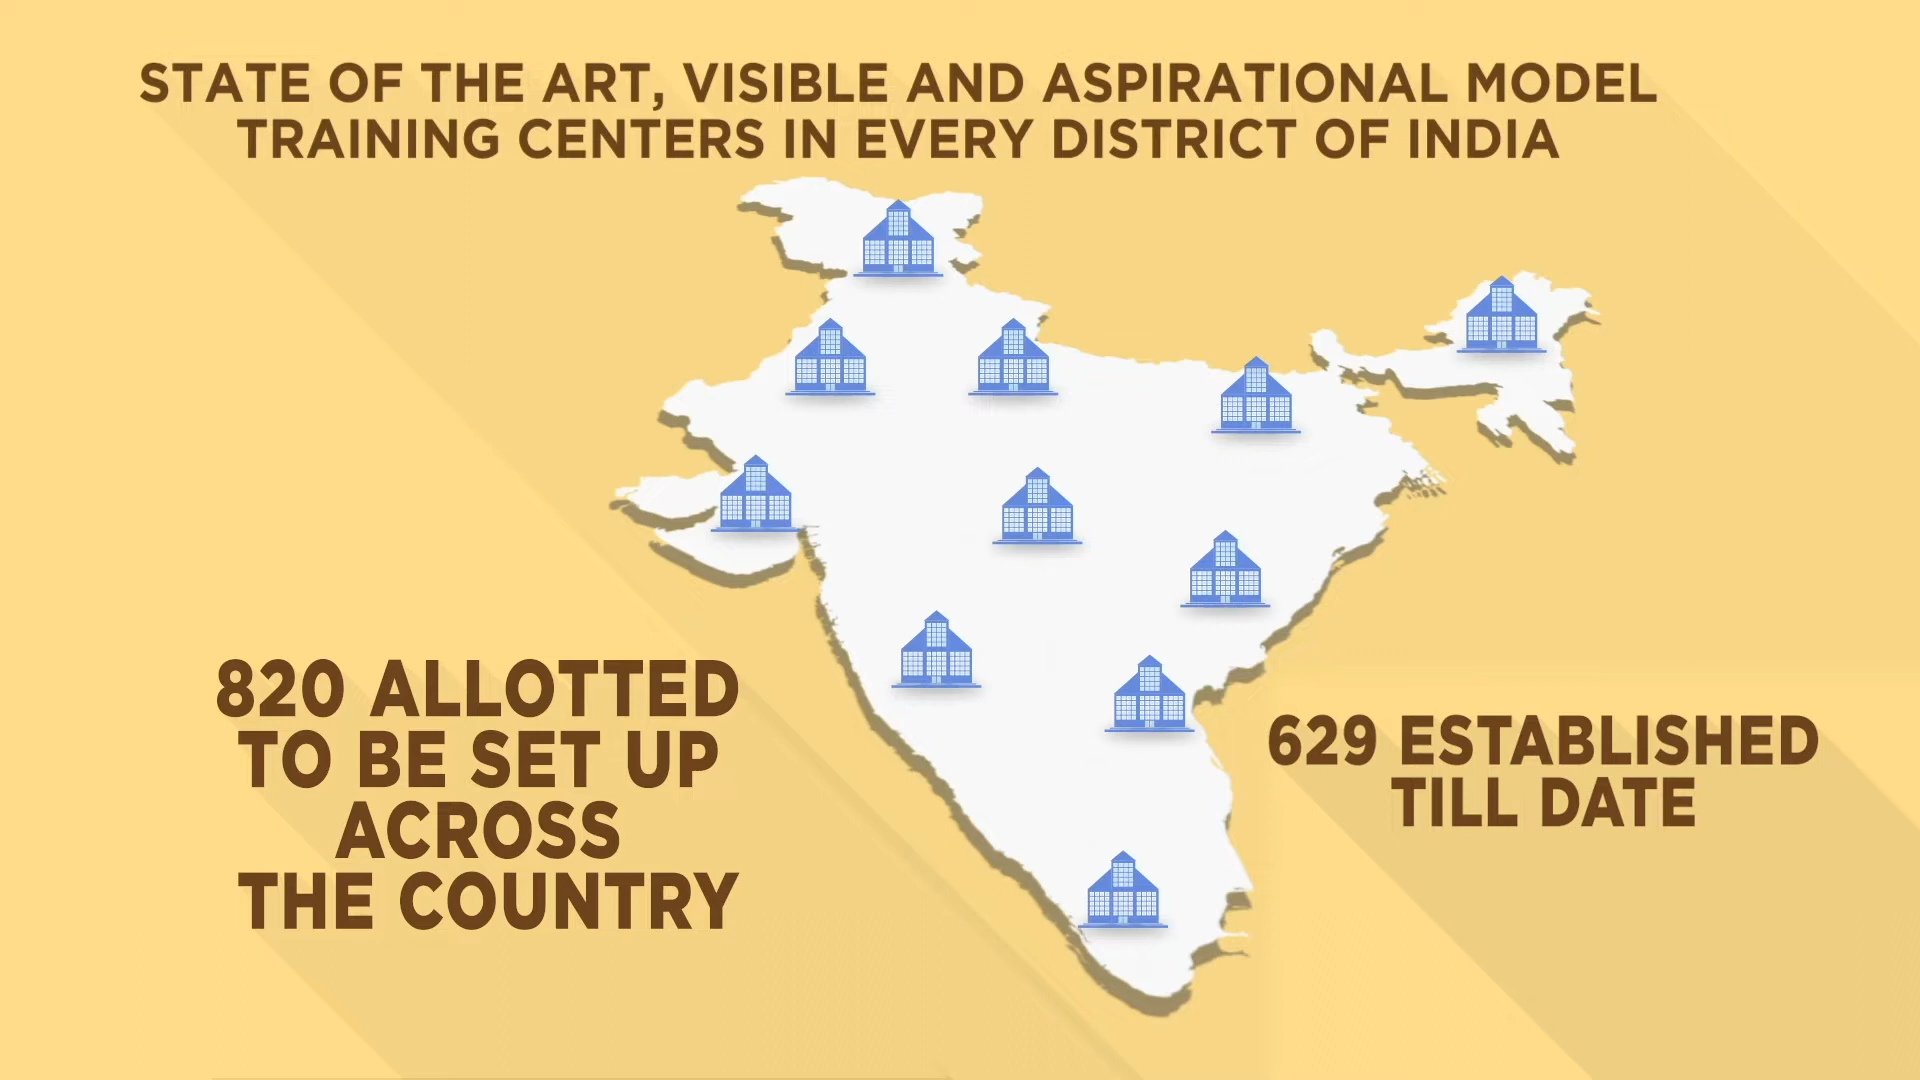 STATE OF THE ART, VISIBLE AND ASPIRATIONAL MODEL
TRAINING CENTERS IN EVERY DISTRICT OF INDIA
820 ALLOTTED
TO BE SET UP
ACROSS
THE COUNTRY
629 ESTABLISHED
TILL DATE